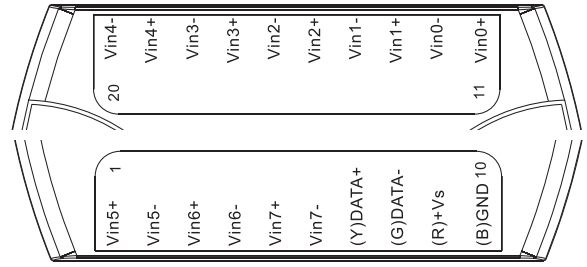 Vin4-
Vin4+
Vin3-
Vin3+
Vin2-
Vin2+
Vin1-
Vin1+
Vin0-
Vin0+
20
11
1
10
Vin5+
Vin5-
Vin6+
Vin6-
Vin7+
Vin7-
(Y)DATA+
(G)DATA-
(R)+Vs
(B)GND